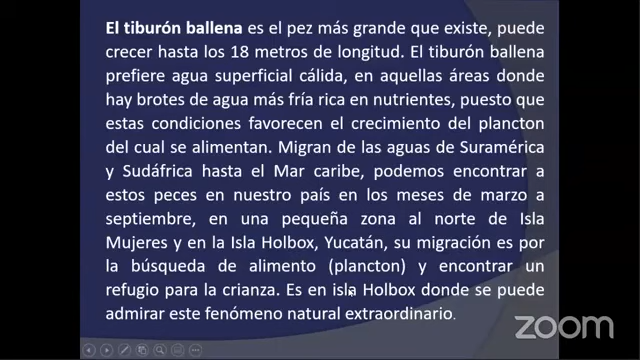 El tiburón ballena es el pez más grande que existe, puede
crecer hasta los 18 metros de longitud. El tiburón ballena
prefiere agua superficial cálida, en aquellas áreas donde
hay brotes de agua más fría rica en nutrientes, puesto que
estas condiciones favorecen el crecimiento del plancton
del cual se alimentan. Migran de las aguas de Suramérica
y Sudáfrica hasta el Mar caribe, podemos encontrar a
estos peces en nuestro país en los meses de marzo a
septiembre, en una pequeña zona al norte de Isla
Mujeres y en la Isla Holbox, Yucatán, su migración es por
la búsqueda de alimento (plancton) y encontrar un
refugio para la crianza. Es en isla Holbox donde se puede
admirar este fenómeno natural extraordinario.
zoom